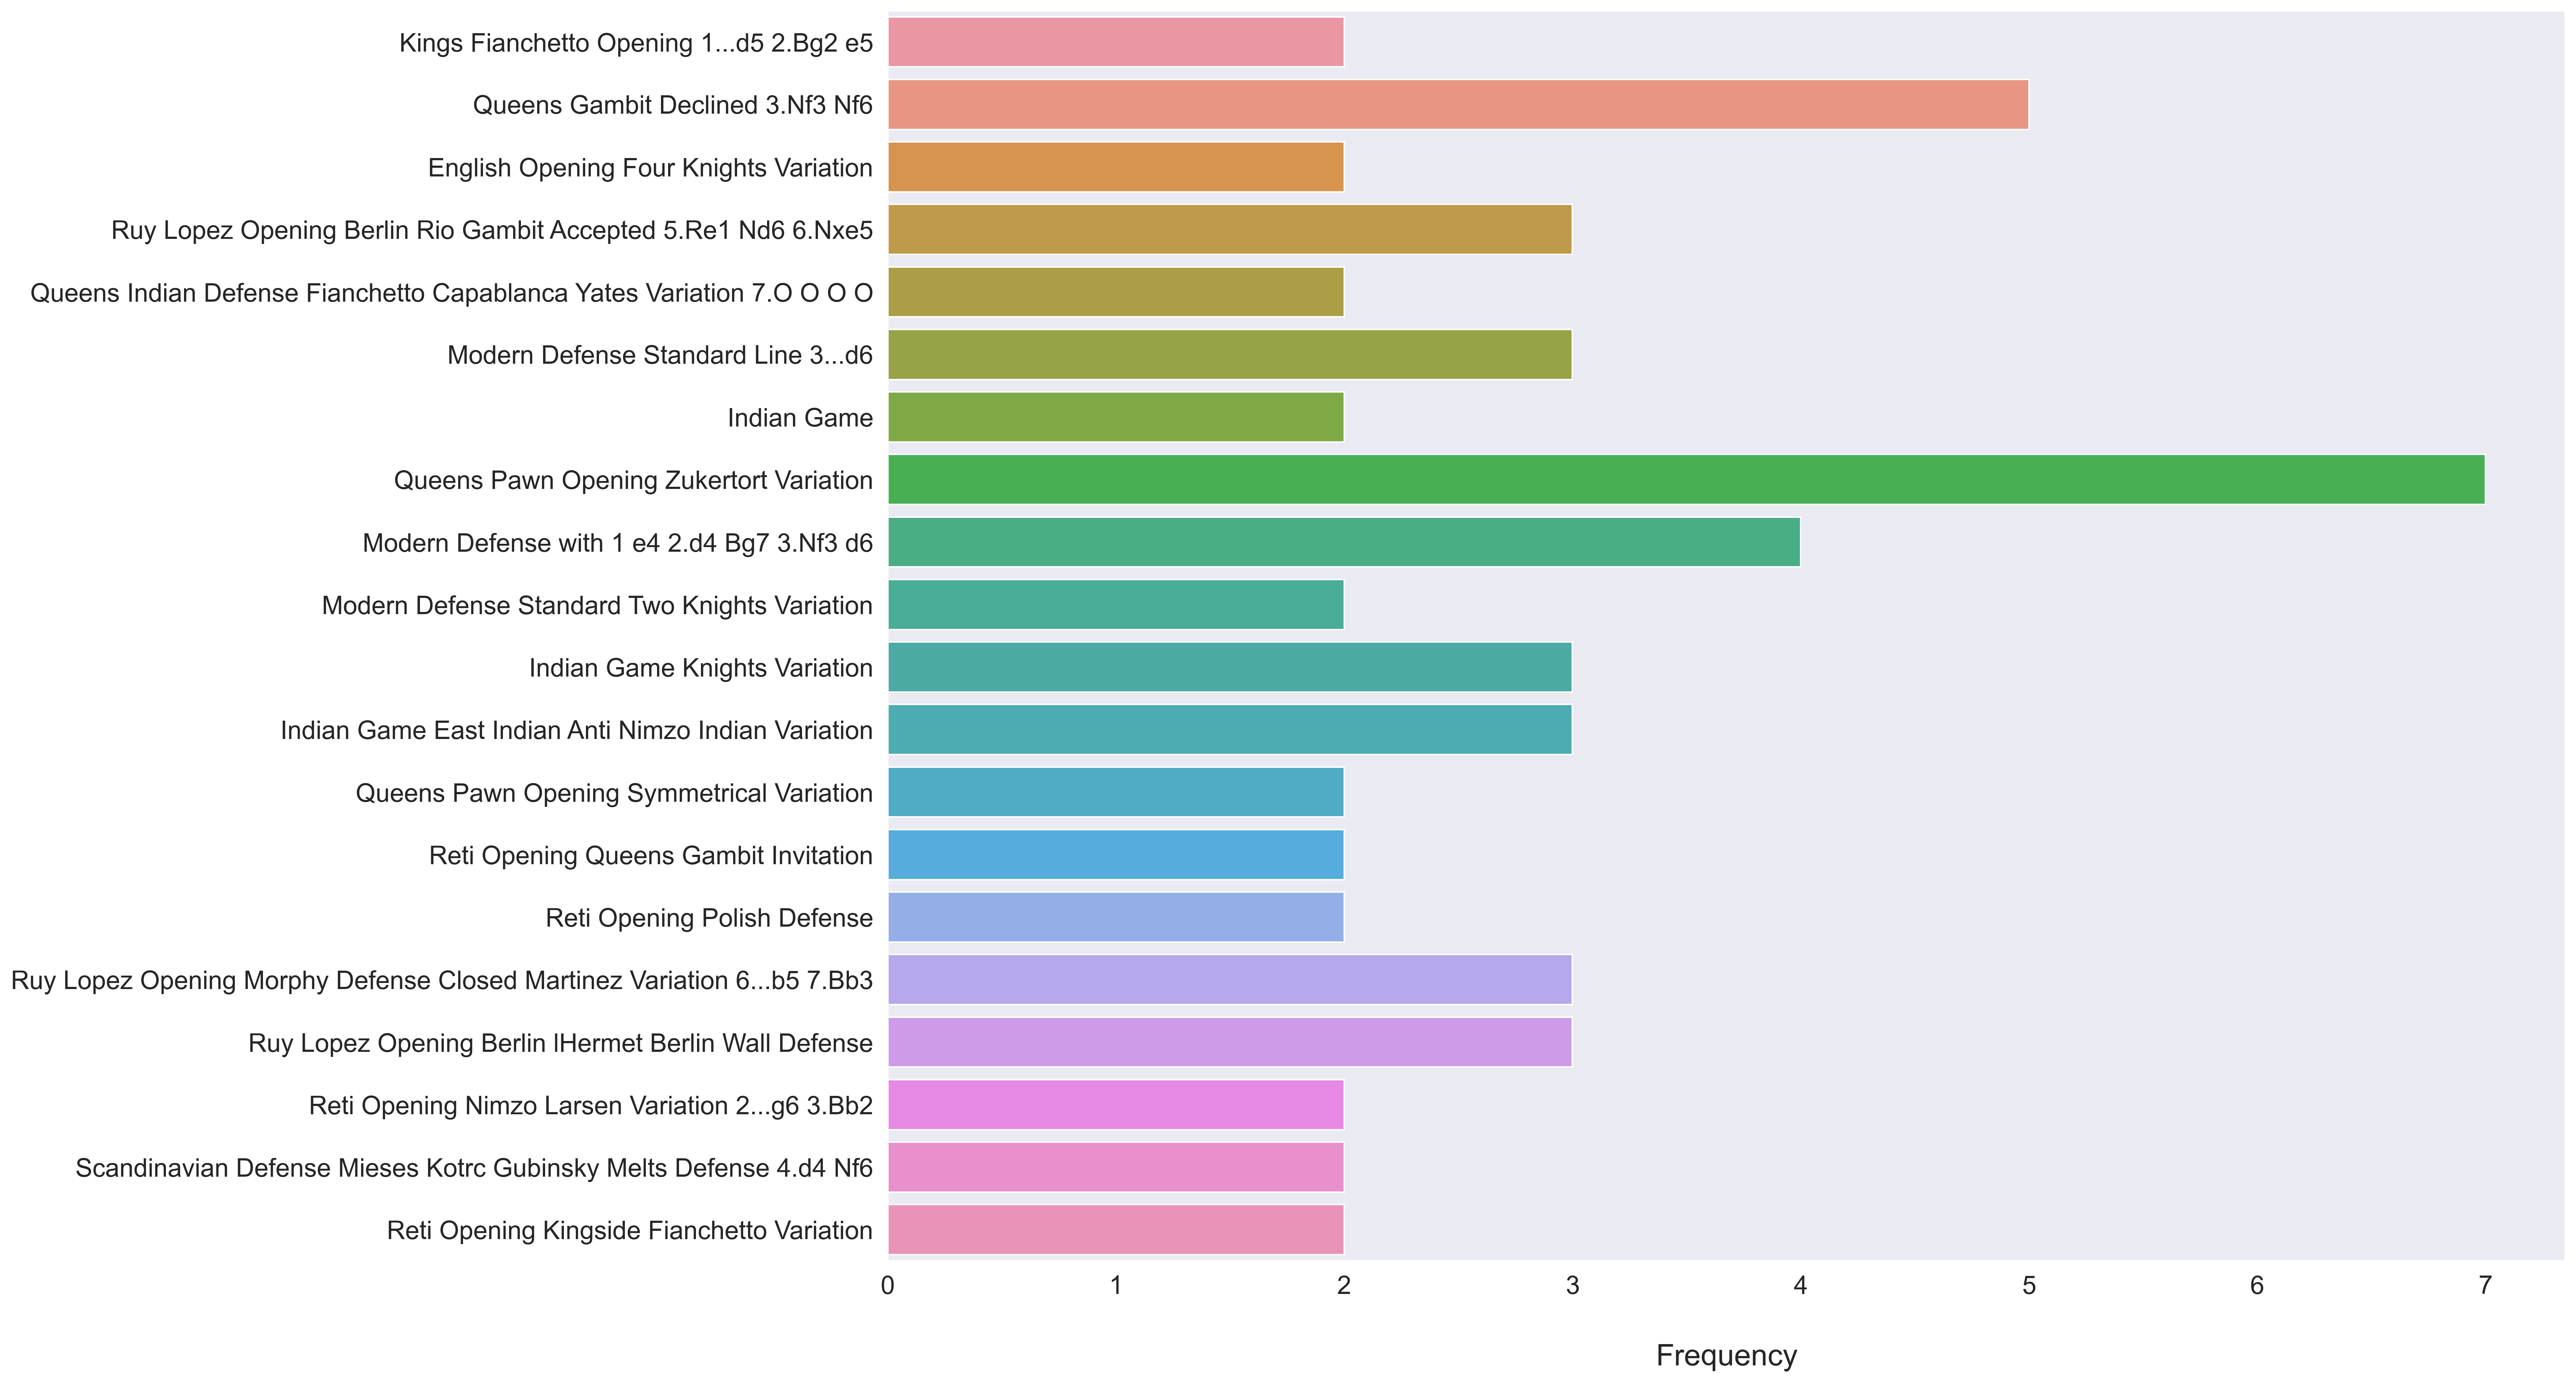 Kings Fianchetto Opening 1...d5 2.Bg2 e5
Queens Gambit Declined 3.Nf3 Nf6
English Opening Four Knights Variation
Ruy Lopez Opening Berlin Rio Gambit Accepted 5.Re1 Nd6 6.Nxe5
Queens Indian Defense Fianchetto Capablanca Yates Variation 7.O O O O
Modern Defense Standard Line 3...d6
Indian Game
Queens Pawn Opening Zukertort Variation
Modern Defense with 1 e4 2.d4 Bg7 3.Nf3 d6
Modern Defense Standard Two Knights Variation
Indian Game Knights Variation
Indian Game East Indian Anti Nimzo Indian Variation
Queens Pawn Opening Symmetrical Variation
Reti Opening Queens Gambit Invitation
Reti Opening Polish Defense
Ruy Lopez Opening Morphy Defense Closed Martinez Variation 6...b5 7.Bb3
Ruy Lopez Opening Berlin lHermet Berlin Wall Defense
Reti Opening Nimzo Larsen Variation 2...g6 3.Bb2
Scandinavian Defense Mieses Kotrc Gubinsky Melts Defense 4.d4 Nf6
Reti Opening Kingside Fianchetto Variation
0 1 2 3 4 5 6 7
Frequency